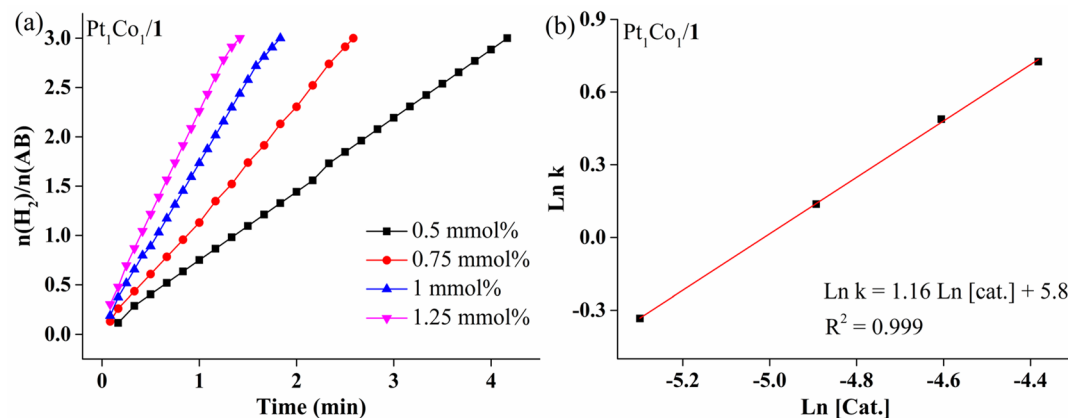 (a)
Pt1Co1/1
3.0
2.5
2.0
1.5
1.0
0.5
0.0
n(H2)/n(AB)
0.5 mmol%
0.75 mmol%
1 mmol%
1.25 mmol%
0
1
2
3
4
Time (min)
(b)
Pt1Co1/1
0.9
0.6
0.3
0.0
-0.3
Ln k
Ln k = 1.16 Ln [cat.] + 5.8
R2 = 0.999
-5.2
-5.0
-4.8
-4.6
-4.4
Ln [Cat.]